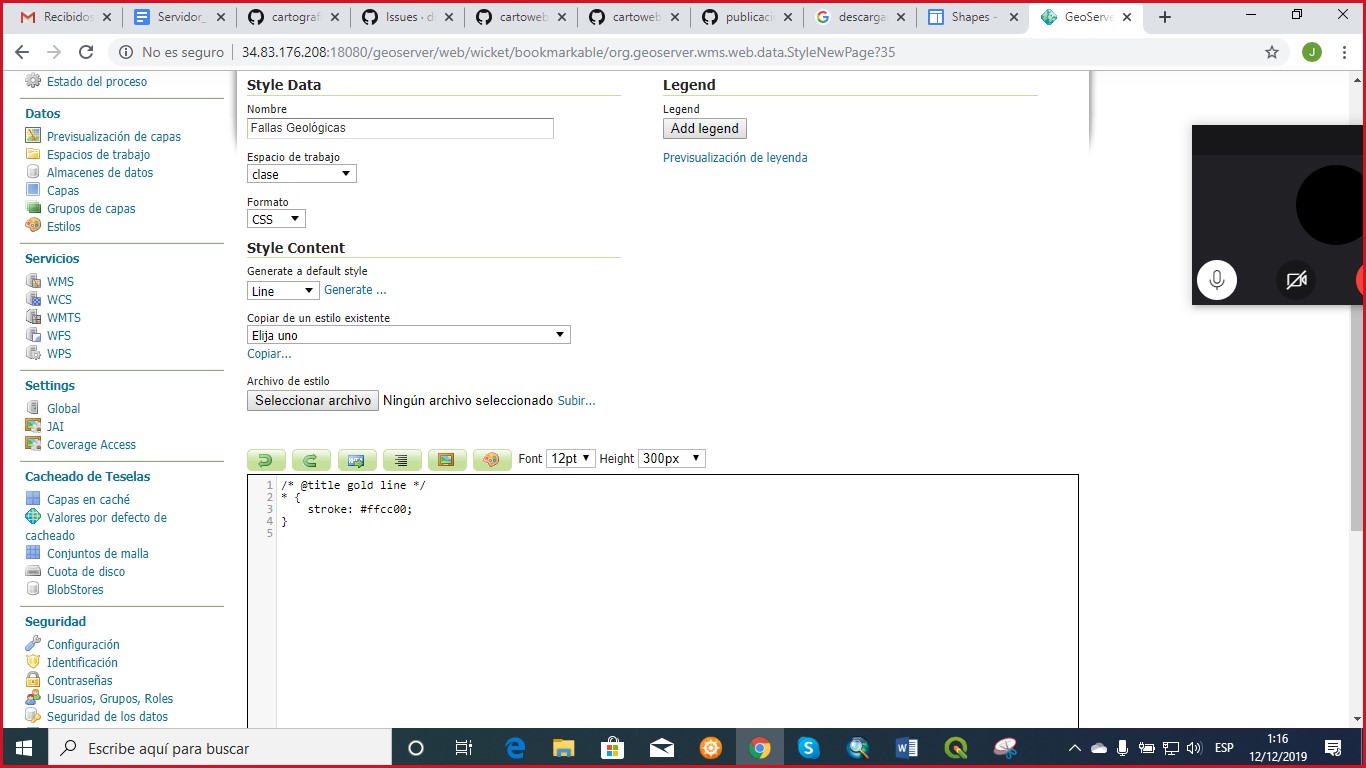 Recibidos
Servidor_
cartografi
Issues · di
cartoweb
cartoweb
publicaci
descarga
Shapes -
GeoServe
No es seguro
34.83.176.208:18080/geoserver/web/wicket/bookmarkable/org.geoserver.wms.web.data.StyleNewPage?35
J
Estado del proceso
Datos
Previsualización de capas
Espacios de trabajo
Almacenes de datos
Capas
Grupos de capas
Estilos
Servicios
WMS
WCS
WMTS
WFS
WPS
Settings
Global
JAI
Coverage Access
Cacheado de Teselas
Capas en caché
Valores por defecto de
cacheado
Conjuntos de malla
Cuota de disco
BlobStores
Seguridad
Configuración
Identificación
Contraseñas
Usuarios, Grupos, Roles
Seguridad de los datos
Style Data
Nombre
Fallas Geológicas
Espacio de trabajo
clase
Formato
CSS
Style Content
Generate a default style
Line
Generate ...
Copiar de un estilo existente
Elija uno
Copiar...
Archivo de estilo
Seleccionar archivo
Ningún archivo seleccionado
Subir...
Legend
Legend
Add legend
Previsualización de leyenda
Font 12pt Height 300px
1 /* @title gold line */
2 * {
3 stroke: #ffcc00;
4 }
5
Escribe aquí para buscar
ESP
1:16
12/12/2019